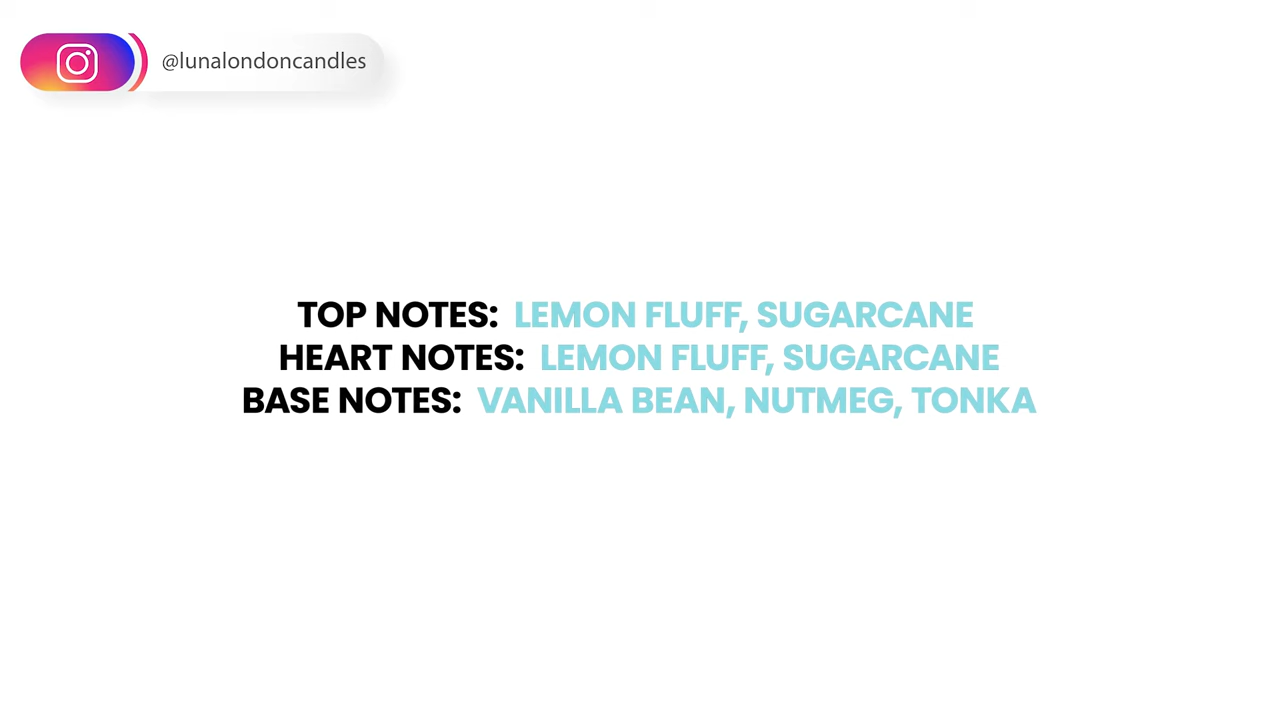 @lunalondoncandles
TOP NOTES: LEMON FLUFF, SUGARCANE
HEART NOTES: LEMON FLUFF, SUGARCANE
BASE NOTES: VANILLA BEAN, NUTMEG, TONKA